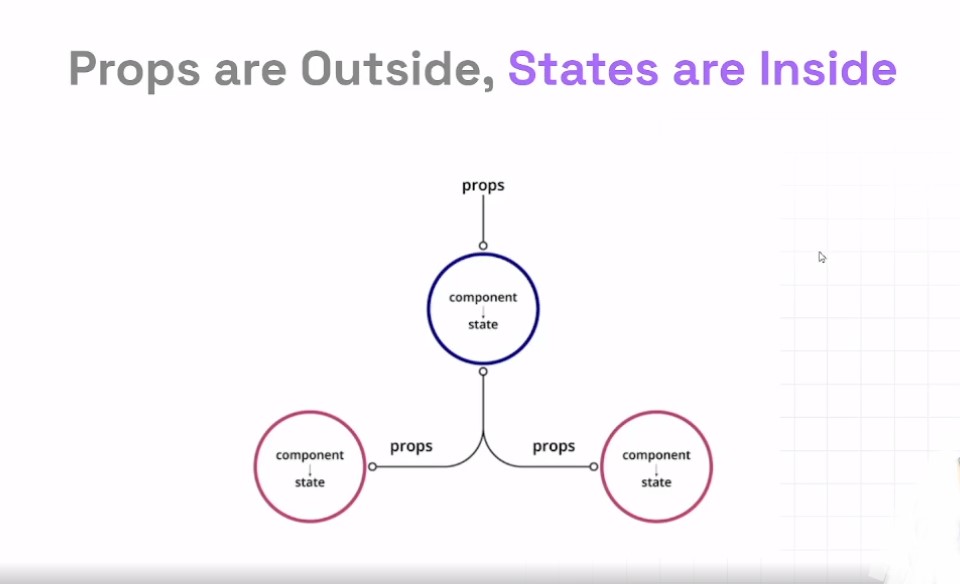 Props are Outside, States are Inside
props
component
state
props
props
component
state
component
state